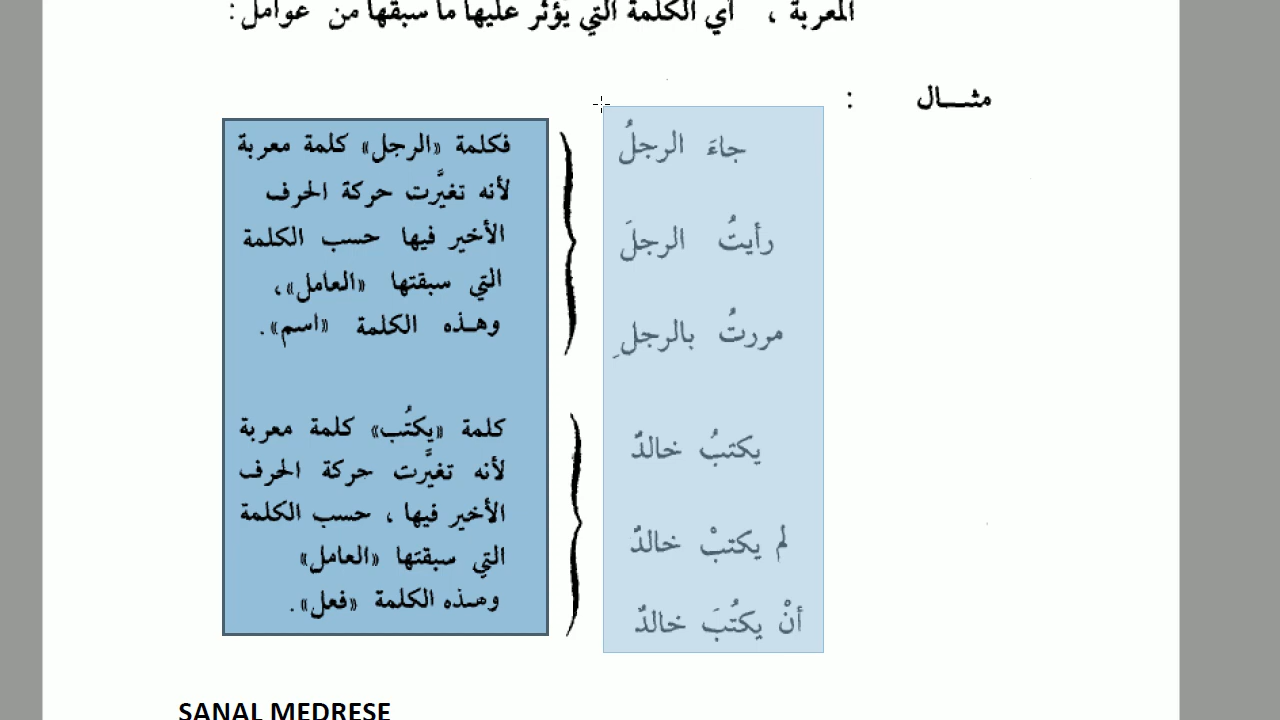 المعربة ، أي الكلمة التي يؤثر عليها ما سبقها من عوامل:
مثـــال :
جاءَ الرجلُ
رأيتُ الرجلَ
مررتُ بالرجلِ
فكلمة «الرجل» كلمة معربة
لأنه تغيَّرت حركة الحرف
الأخير فيها حسب الكلمة
التي سبقتها «العامل»،
وهـذه الكلمة «اسم».
يكتبُ خالدٌ
لم يكتبْ خالدٌ
أنْ يكتُبَ خالدٌ
كلمة «يكتُب» كلمة معربة
لأنه تغيَّرت حركة الحرف
الأخير فيها ، حسب الكلمة
التي سبقتها «العامل»
وهـذه الكلمة «فعل».
SANAL MEDRESE